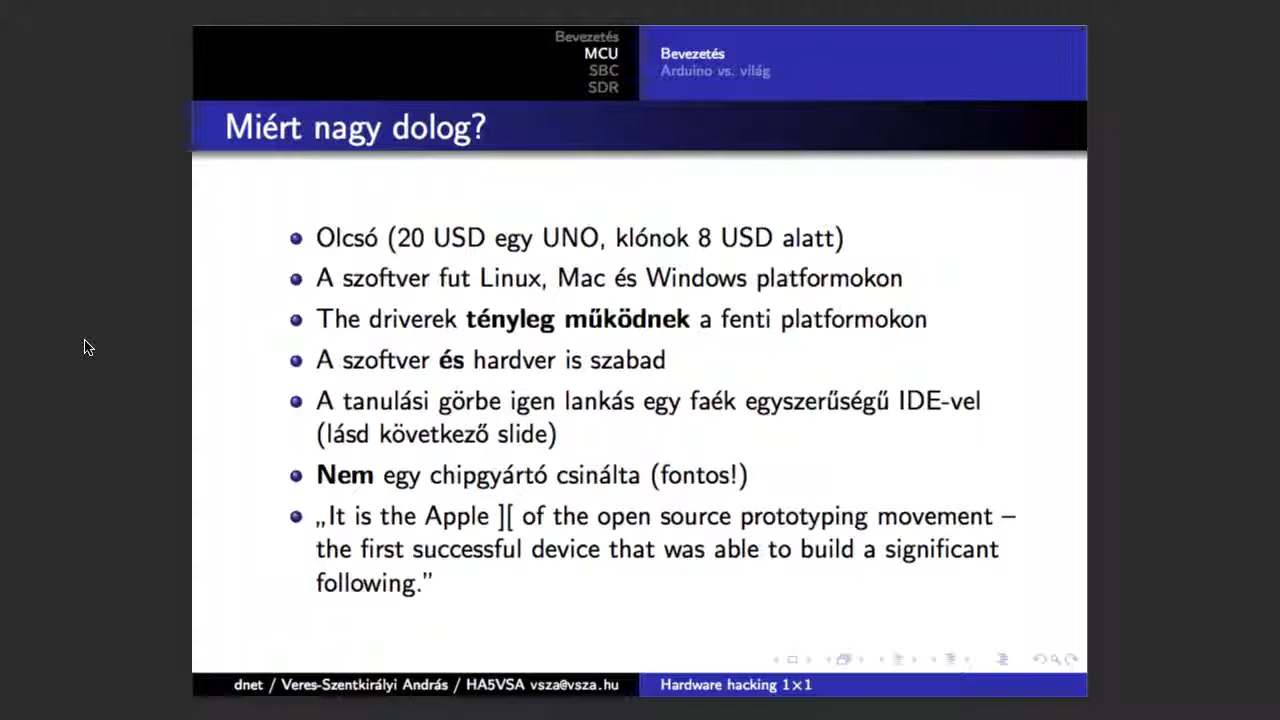 Bevezetés
MCU
SBC
SDR
Bevezetés
Arduino vs. világ
Miért nagy dolog?
Olcsó (20 USD egy UNO, klónok 8 USD alatt)
A szoftver fut Linux, Mac és Windows platformokon
The driverek tényleg működnek a fenti platformokon
A szoftver és hardver is szabad
A tanulási görbe igen lankás egy faék egyszerűségű IDE-vel
(lásd következő slide)
Nem egy chipgyártó csinálta (fontos!)
„It is the Apple ][ of the open source prototyping movement –
the first successful device that was able to build a significant
following.”
dnet / Veres-Szentkirályi András / HA5VSA vsza@vsza.hu
Hardware hacking 1×1